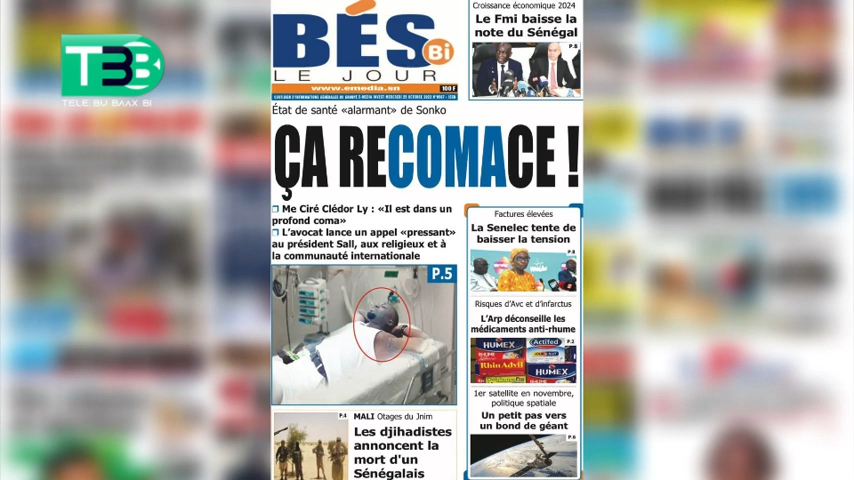 TBB
TELE BU BAAX BI
BÉS Bi
LE JOUR
www.emedia.sn
100 F
Croissance économique 2024
Le Fmi baisse la
note du Sénégal
P.8
État de santé «alarmant» de Sonko
ÇA RECOMACE !
Me Ciré Clédor Ly : «Il est dans un
profond coma»
L'avocat lance un appel «pressant»
au président Sall, aux religieux et à
la communauté internationale
P.5
Factures élevées
La Senelec tente de
baisser la tension
P.8
Risques d'Avc et d'infarctus
L'Arp déconseille les
médicaments anti-rhume
P.2
HUMEX
Actifed
RhinAdvil
HUMEX
1er satellite en novembre,
politique spatiale
Un petit pas vers
un bond de géant
P.6
P.4
MALI Otages du Jnim
Les djihadistes
annoncent la
mort d'un
Sénégalais